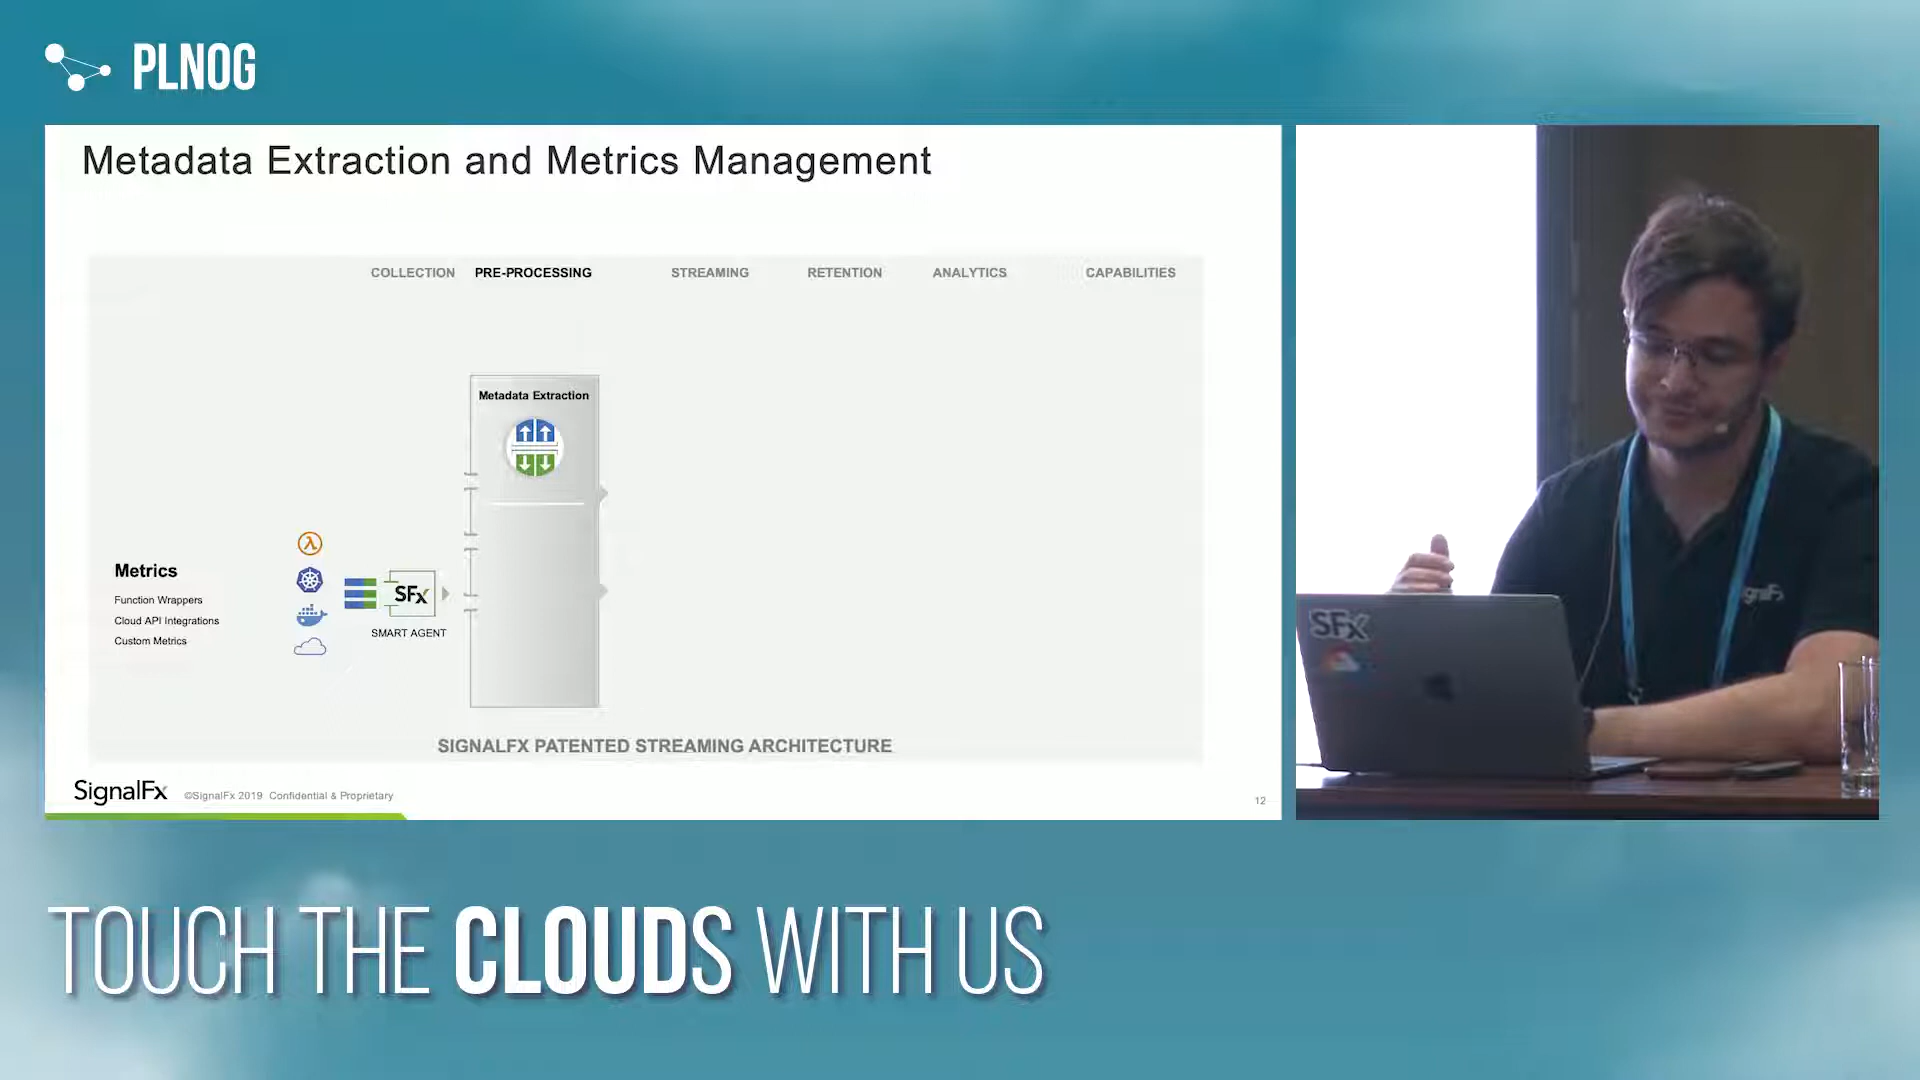 PLNOG
Metadata Extraction and Metrics Management
COLLECTION PRE-PROCESSING STREAMING RETENTION ANALYTICS CAPABILITIES
Metadata Extraction
Metrics
Function Wrappers
Cloud API Integrations
Custom Metrics
λ
SFx
SMART AGENT
SIGNALFX PATENTED STREAMING ARCHITECTURE
SignalFx ©SignalFx 2019 Confidential & Proprietary
12
SFx
TOUCH THE CLOUDS WITH US